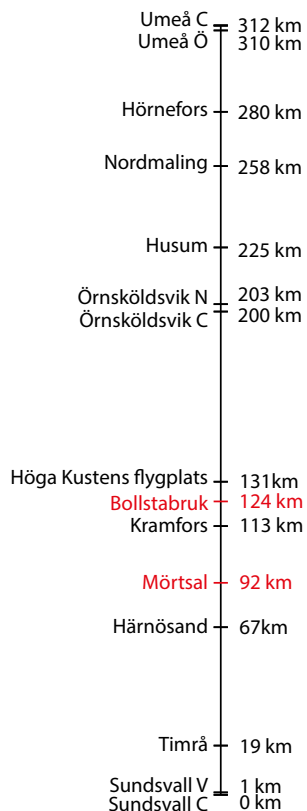 Umeå C 312 km
Umeå Ö 310 km
Hörnefors 280 km
Nordmaling 258 km
Husum 225 km
Örnsköldsvik N 203 km
Örnsköldsvik C 200 km
Höga Kustens flygplats 131km
Bollstabruk 124 km
Kramfors 113 km
Mörtsal 92 km
Härnösand 67km
Timrå 19 km
Sundsvall V 1 km
Sundsvall C 0 km